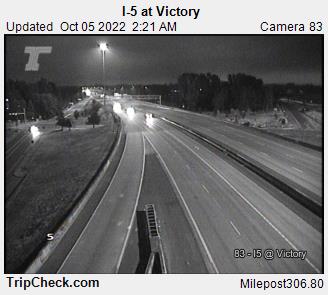 I-5 at Victory
Updated Oct 05 2022 2:21 AM Camera 83
T
S
83 - I5 @ Victory
TripCheck.com Milepost306.80